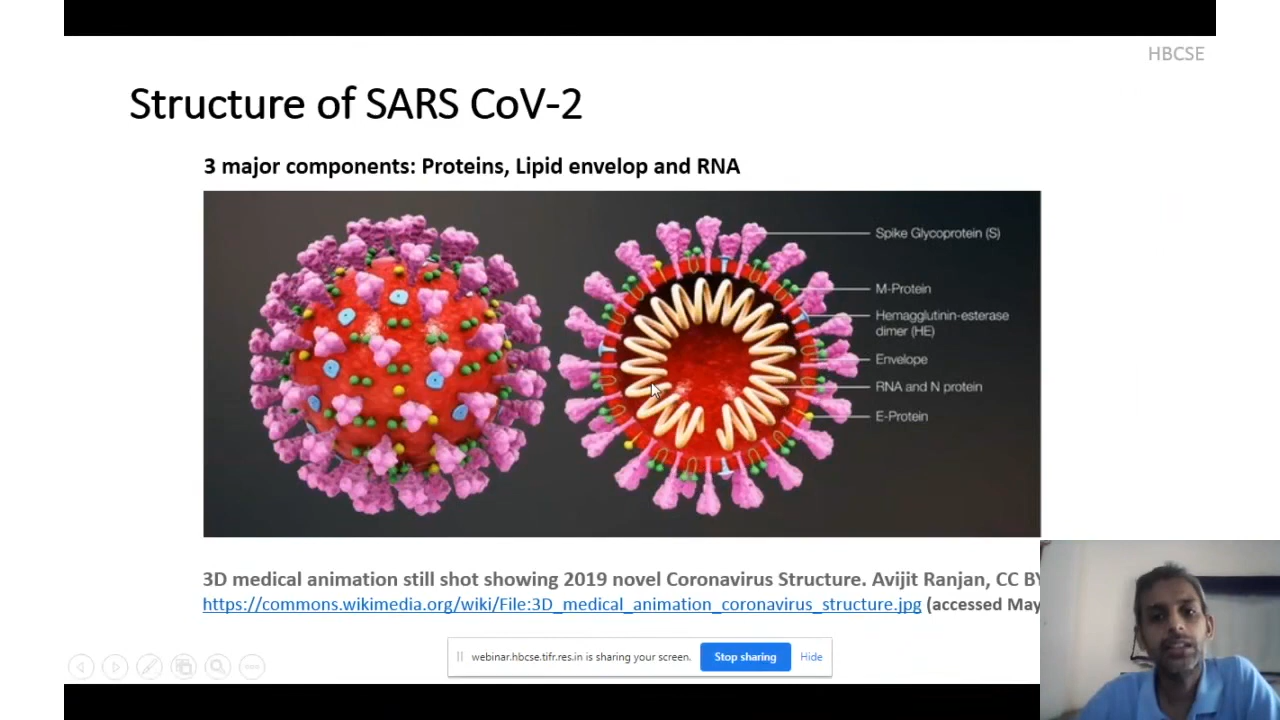 HBCSE
Structure of SARS CoV-2
3 major components: Proteins, Lipid envelop and RNA
Spike Glycoprotein (S)
M-Protein
Hemagglutinin-esterase
dimer (HE)
Envelope
RNA and N protein
E-Protein
3D medical animation still shot showing 2019 novel Coronavirus Structure. Avijit Ranjan, CC BY
https://commons.wikimedia.org/wiki/File:3D_medical_animation_coronavirus_structure.jpg (accessed May
webinar.hbcse.tifr.res.in is sharing your screen.
Stop sharing
Hide